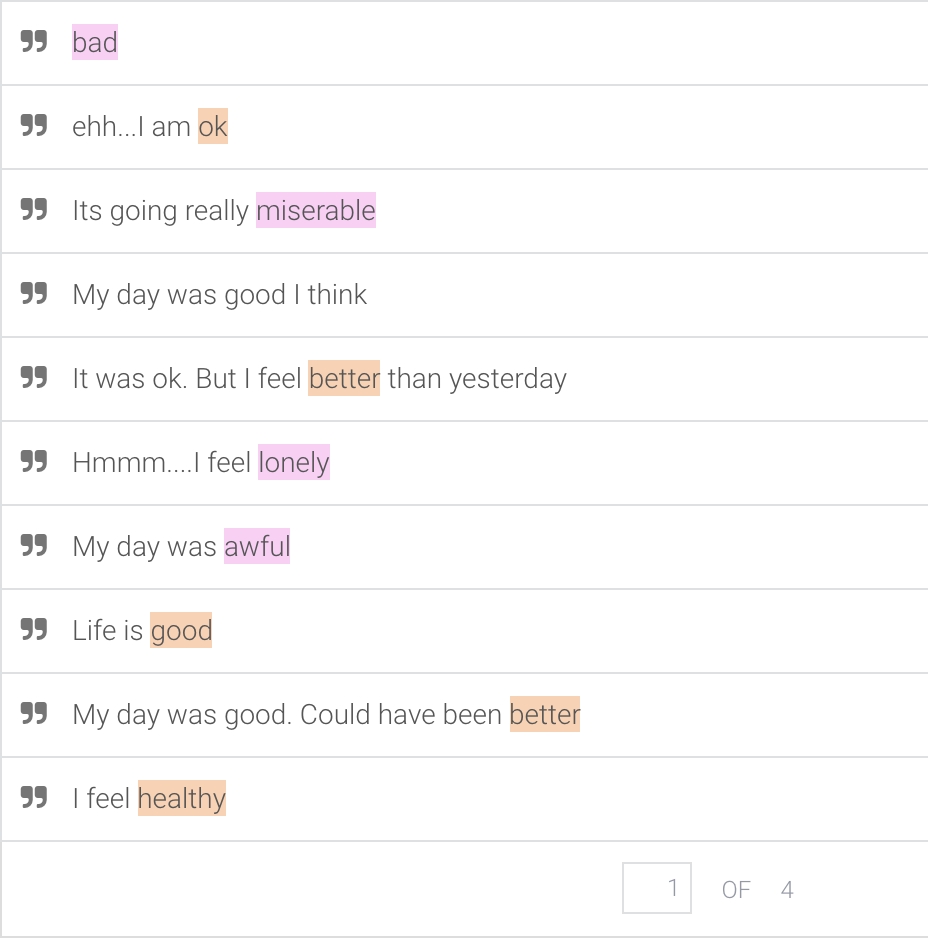 bad
ehh...I am ok
Its going really miserable
My day was good I think
It was ok. But I feel better than yesterday
Hmmm....I feel lonely
My day was awful
Life is good
My day was good. Could have been better
I feel healthy
1 OF 4